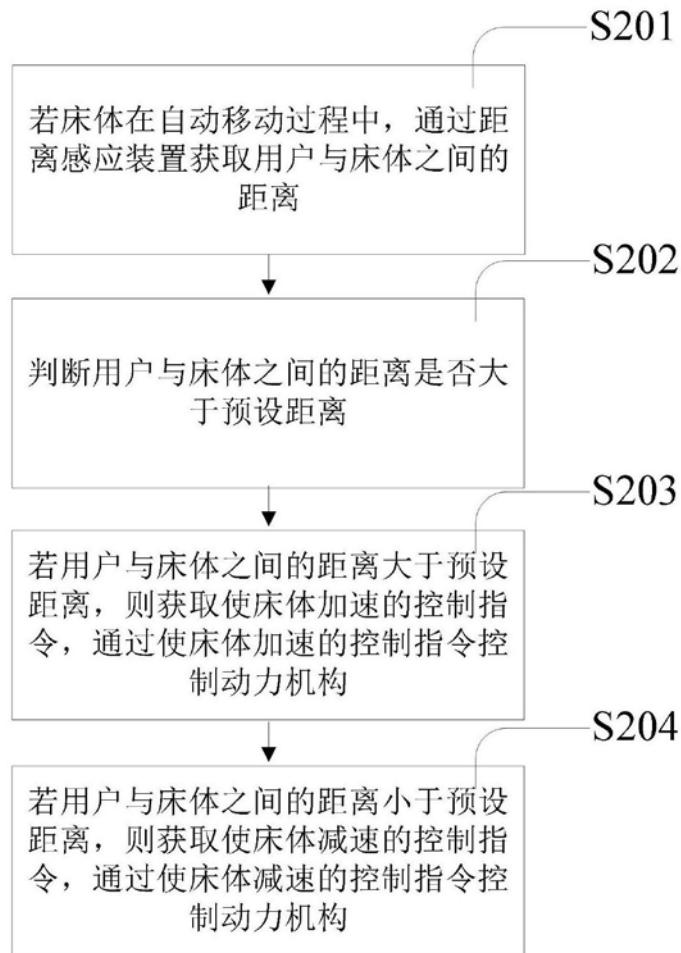 S201
若床体在自动移动过程中，通过距
离感应装置获取用户与床体之间的
距离
S202
判断用户与床体之间的距离是否大
于预设距离
S203
若用户与床体之间的距离大于预设
距离，则获取使床体加速的控制指
令，通过使床体加速的控制指令控
制动力机构
S204
若用户与床体之间的距离小于预设
距离，则获取使床体减速的控制指
令，通过使床体减速的控制指令控
制动力机构